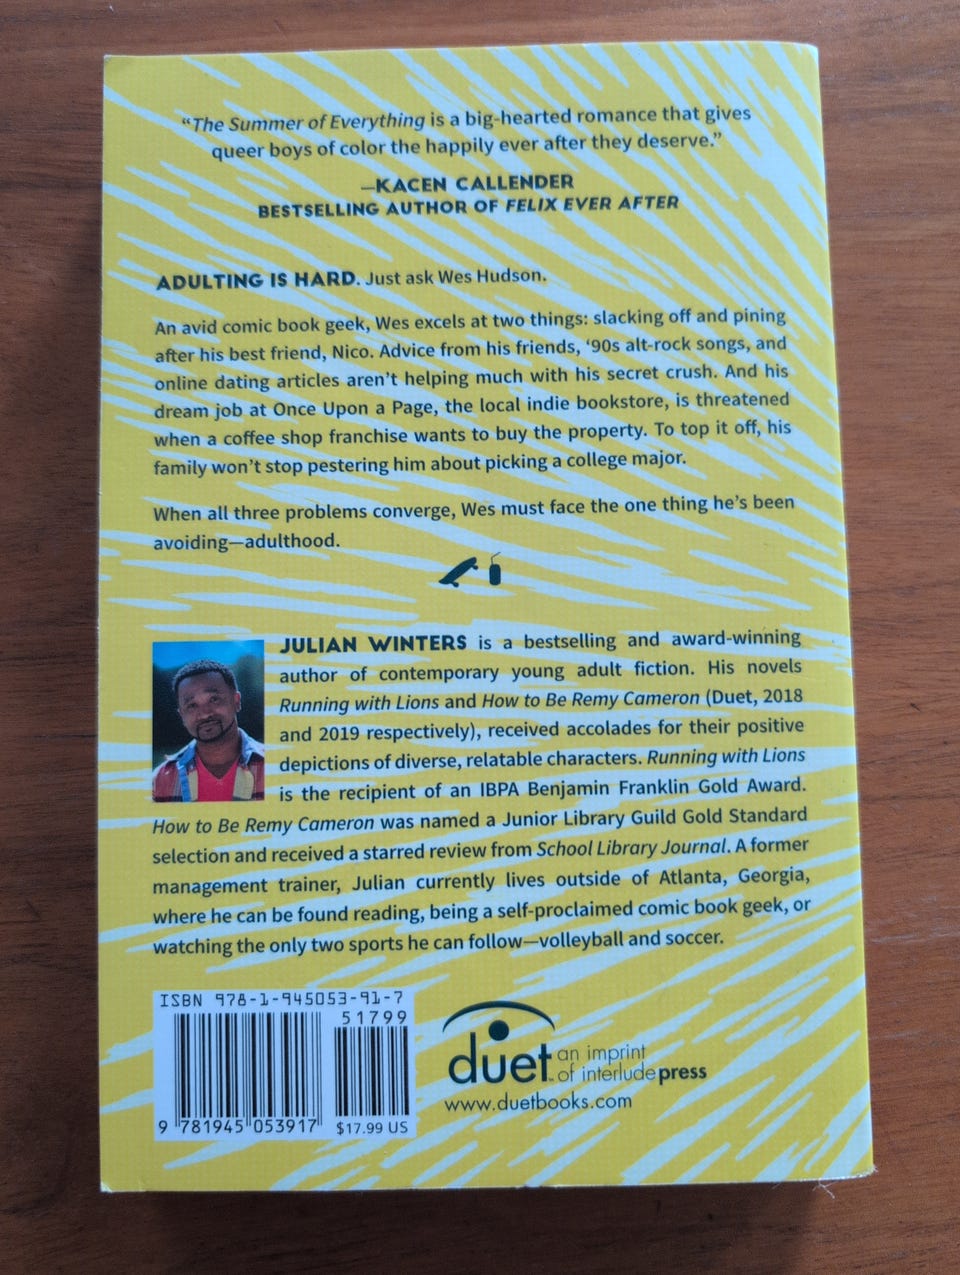 “The Summer of Everything is a big-hearted romance that gives
queer boys of color the happily ever after they deserve.”
—KACEN CALLENDER
BESTSELLING AUTHOR OF FELIX EVER AFTER
ADULTING IS HARD. Just ask Wes Hudson.
An avid comic book geek, Wes excels at two things: slacking off and pining
after his best friend, Nico. Advice from his friends, ‘90s alt-rock songs, and
online dating articles aren’t helping much with his secret crush. And his
dream job at Once Upon a Page, the local indie bookstore, is threatened
when a coffee shop franchise wants to buy the property. To top it off, his
family won’t stop pestering him about picking a college major.
When all three problems converge, Wes must face the one thing he’s been
avoiding—adulthood.
JULIAN WINTERS is a bestselling and award-winning
author of contemporary young adult fiction. His novels
Running with Lions and How to Be Remy Cameron (Duet, 2018
and 2019 respectively), received accolades for their positive
depictions of diverse, relatable characters. Running with Lions
is the recipient of an IBPA Benjamin Franklin Gold Award.
How to Be Remy Cameron was named a Junior Library Guild Gold Standard
selection and received a starred review from School Library Journal. A former
management trainer, Julian currently lives outside of Atlanta, Georgia,
where he can be found reading, being a self-proclaimed comic book geek, or
watching the only two sports he can follow—volleyball and soccer.
ISBN 978-1-945053-91-7
51799
9 781945 053917
$17.99 US
duet™ an imprint
of interlude press
www.duetbooks.com